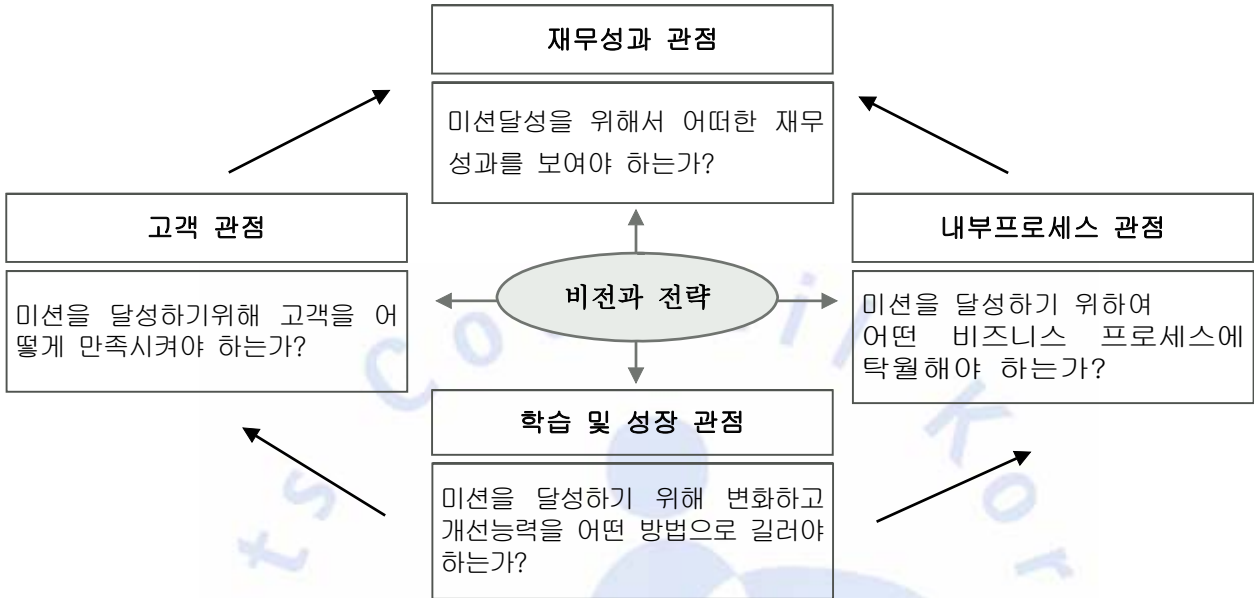 재무성과 관점
미션달성을 위해서 어떠한 재무
성과를 보여야 하는가?
고객 관점
미션을 달성하기위해 고객을 어
떻게 만족시켜야 하는가?
비전과 전략
내부프로세스 관점
미션을 달성하기 위하여
어떤 비즈니스 프로세스에
탁월해야 하는가?
학습 및 성장 관점
미션을 달성하기 위해 변화하고
개선능력을 어떤 방법으로 길러야
하는가?